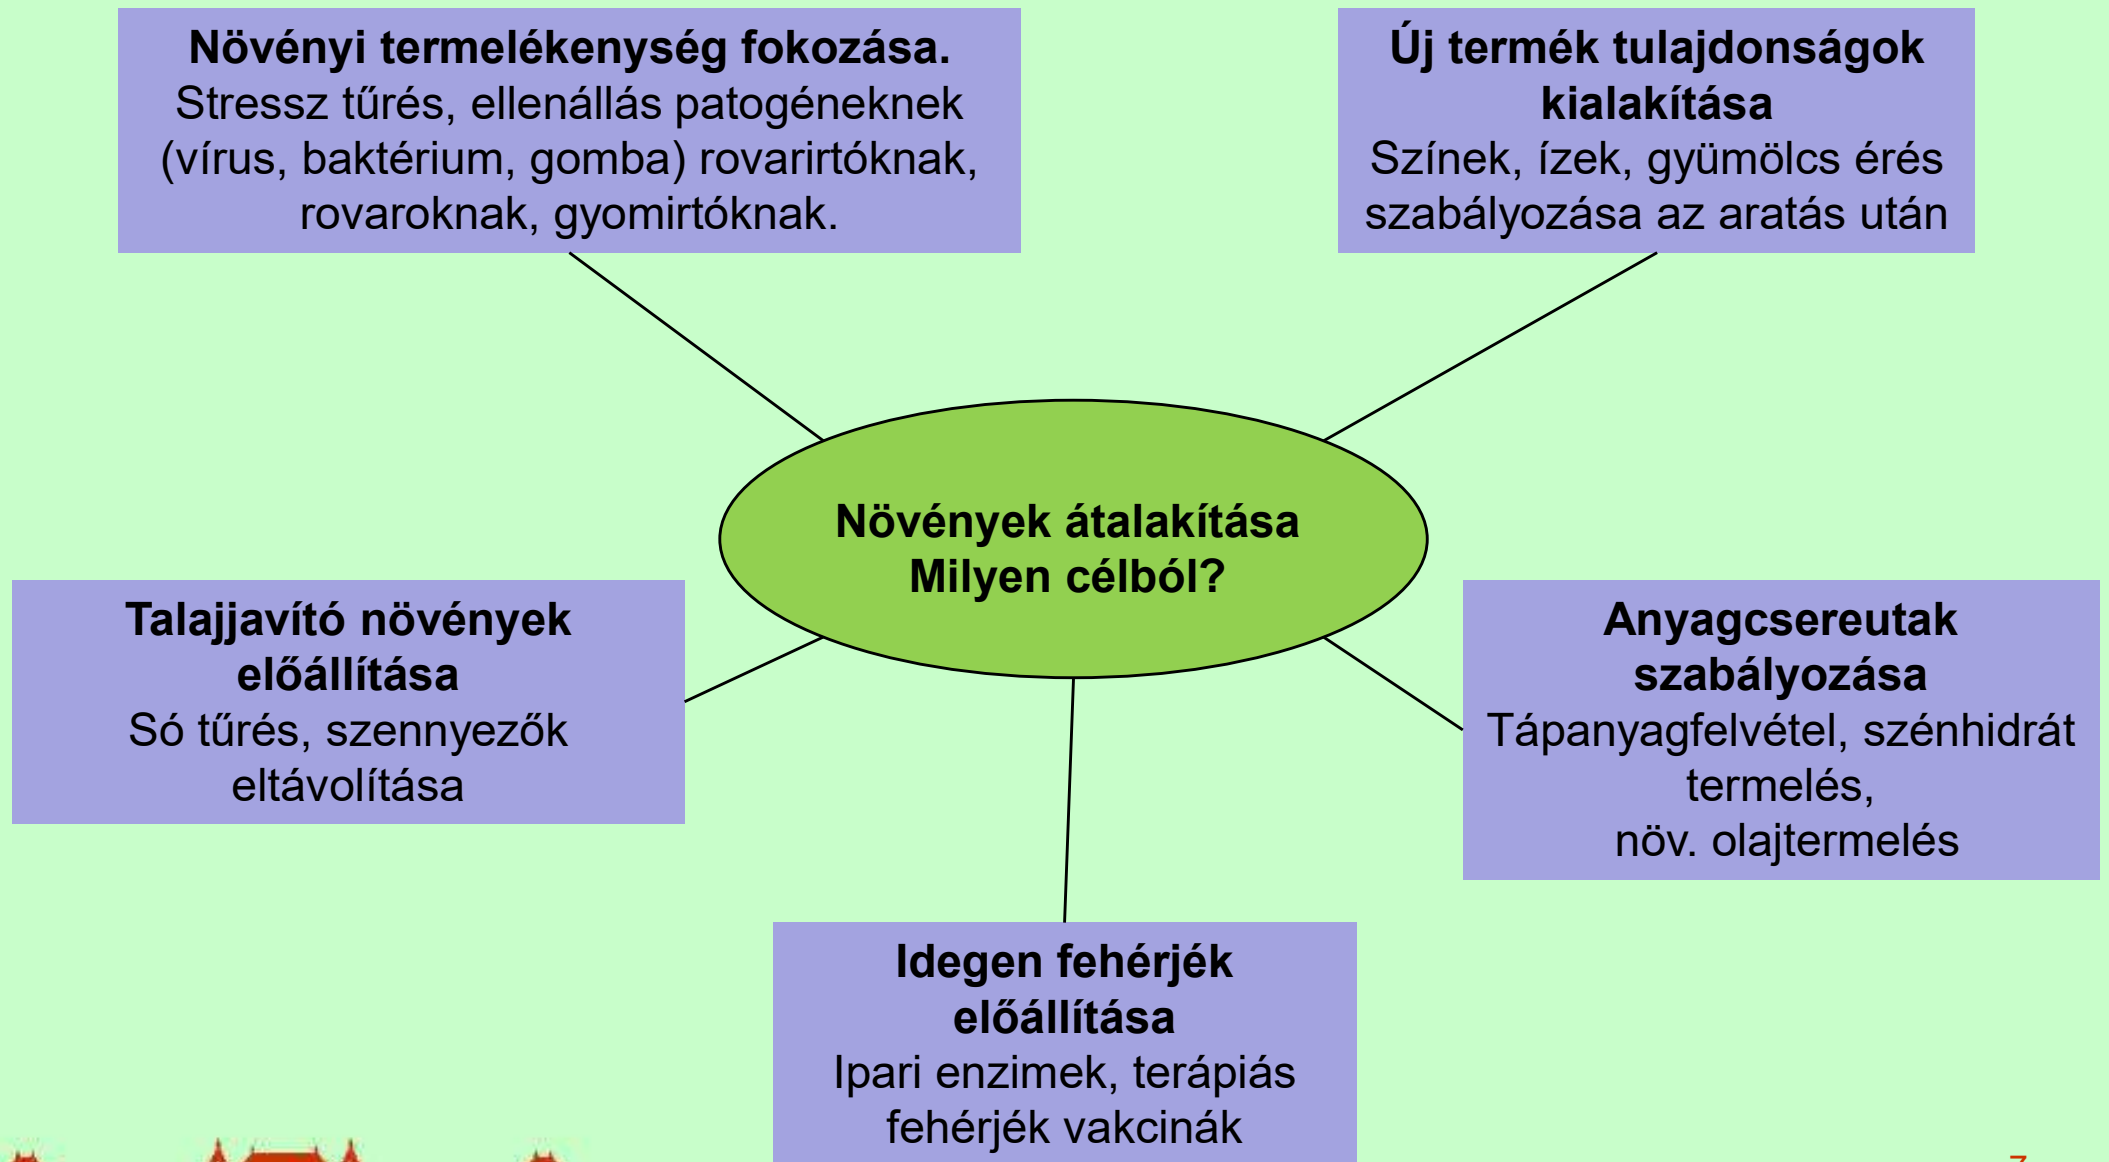 Növényi termelékenység fokozása.
Stressz tűrés, ellenállás patogéneknek
(vírus, baktérium, gomba) rovarirtóknak,
rovaroknak, gyomirtóknak.
Új termék tulajdonságok
kialakítása
Színek, ízek, gyümölcs érés
szabályozása az aratás után
Növények átalakítása
Milyen célból?
Talajjavító növények
előállítása
Só tűrés, szennyezők
eltávolítása
Anyagcsereutak
szabályozása
Tápanyagfelvétel, szénhidrát
termelés,
növ. olajtermelés
Idegen fehérjék
előállítása
Ipari enzimek, terápiás
fehérjék vakcinák